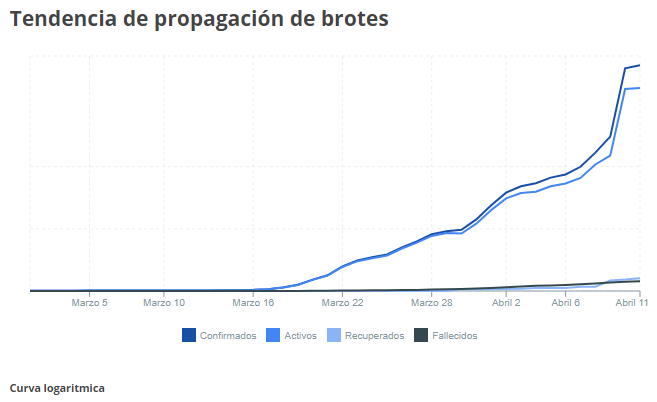 Tendencia de propagación de brotes
Marzo 5 Marzo 10 Marzo 16 Marzo 22 Marzo 28 Abril 2 Abril 6 Abril 11
Confirmados Activos Recuperados Fallecidos
Curva logaritmica